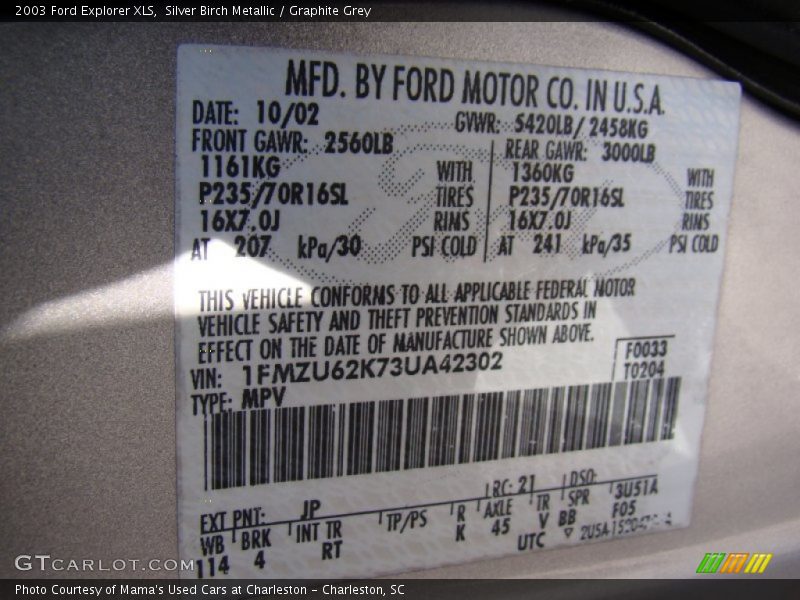 2003 Ford Explorer XLS, Silver Birch Metallic / Graphite Grey
MFD. BY FORD MOTOR CO. IN U.S.A.
DATE: 10/02 GVWR: 5420LB/ 2458KG
FRONT GAWR: 2560LB REAR GAWR: 3000LB
1161KG WITH 1360KG WITH
P235/70R16SL TIRES P235/70R16SL TIRES
16X7.0J RIMS 16X7.0J RIMS
AT 207 kPa/30 PSI COLD AT 241 kPa/35 PSI COLD
THIS VEHICLE CONFORMS TO ALL APPLICABLE FEDERAL MOTOR
VEHICLE SAFETY AND THEFT PREVENTION STANDARDS IN
EFFECT ON THE DATE OF MANUFACTURE SHOWN ABOVE.
VIN: 1FMZU62K73UA42302 F0033
TYPE: MPV T0204
EXT PNT: JP RC: 21 DSO:
WB BRK INT TR TP/PS R AXLE TR SPR 3U51A
114 4 RT K 45 V BB F05
UTC
GTCARCOT.COM
Photo Courtesy of Mama's Used Cars at Charleston - Charleston, SC